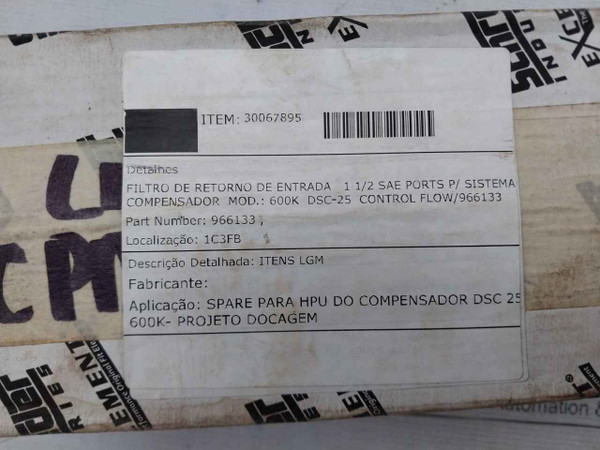 ITEM: 30067895
Detalhes
FILTRO DE RETORNO DE ENTRADA 1 1/2 SAE PORTS P/ SISTEMA
COMPENSADOR MOD.: 600K DSC-25 CONTROL FLOW/966133
Part Number: 966133 ,
Localização: 1C3FB
Descrição Detalhada: ITENS LGM
Fabricante:
Aplicação: SPARE PARA HPU DO COMPENSADOR DSC 25
600K- PROJETO DOCAGEM